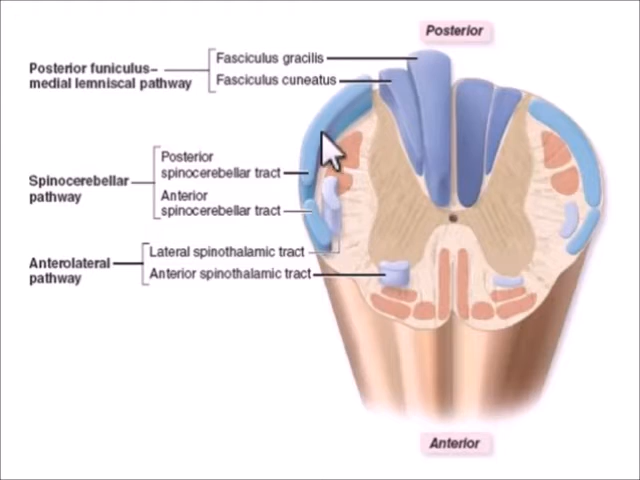 Posterior
Fasciculus gracilis
Fasciculus cuneatus
Posterior funiculus–
medial lemniscal pathway
Posterior
spinocerebellar tract
Spinocerebellar
pathway
Anterior
spinocerebellar tract
Lateral spinothalamic tract
Anterolateral
pathway
Anterior spinothalamic tract
Anterior